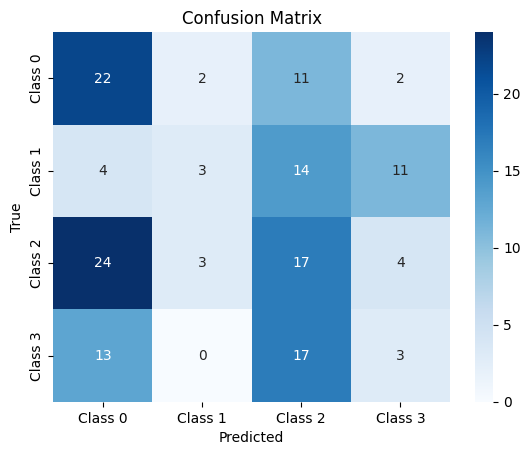 Confusion Matrix
True
Class 0 22 2 11 2
Class 1 4 3 14 11
Class 2 24 3 17 4
Class 3 13 0 17 3
Class 0 Class 1 Class 2 Class 3
Predicted
20
15
10
5
0